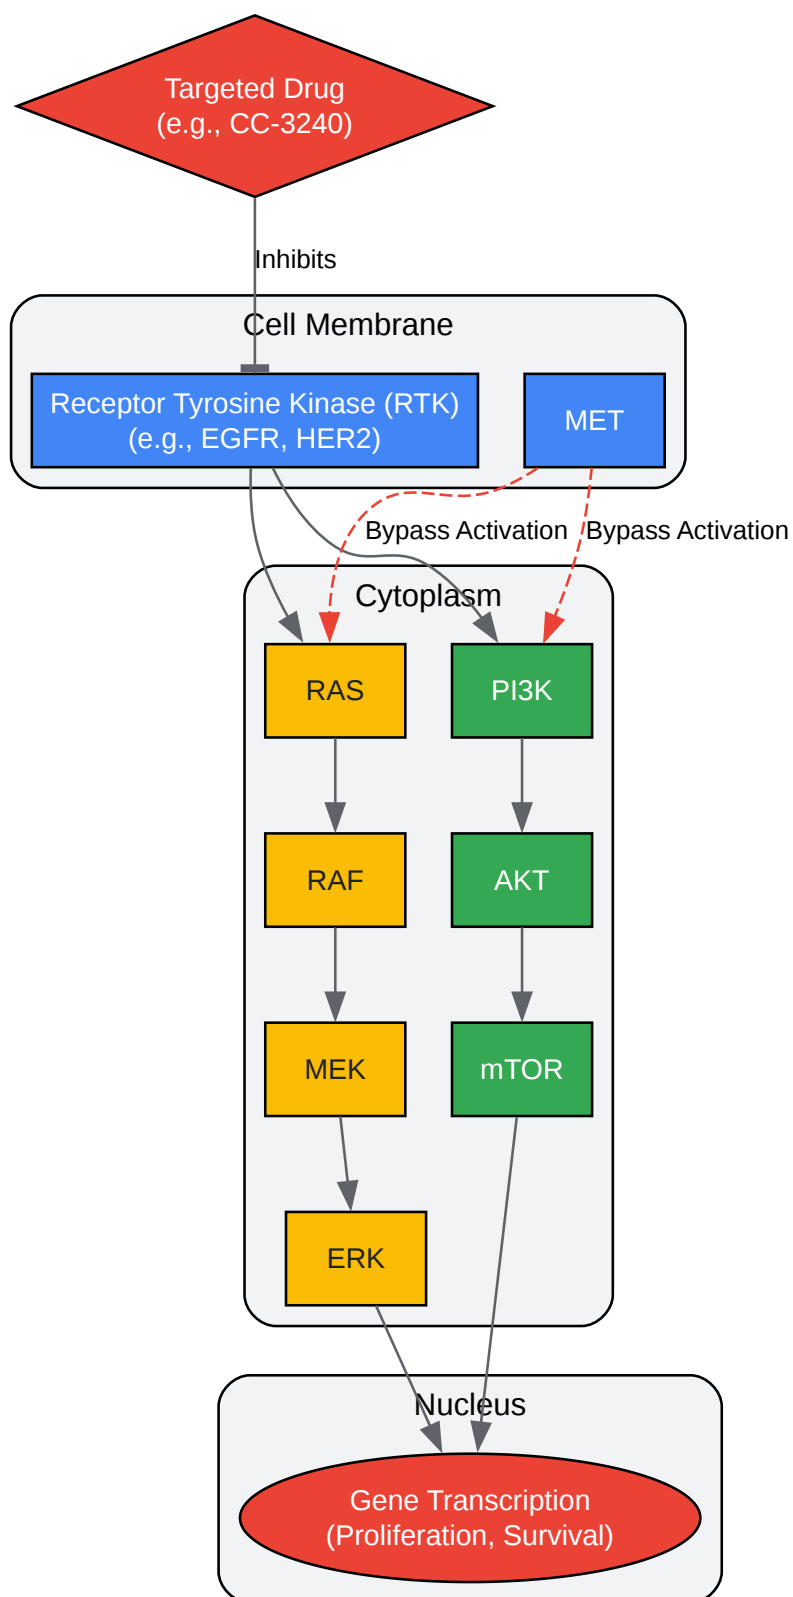 Targeted Drug
(e.g., CC-3240)
Inhibits
Cell Membrane
Receptor Tyrosine Kinase (RTK)
(e.g., EGFR, HER2)
MET
Bypass Activation
Bypass Activation
Cytoplasm
RAS
PI3K
RAF
AKT
MEK
mTOR
ERK
Nucleus
Gene Transcription
(Proliferation, Survival)